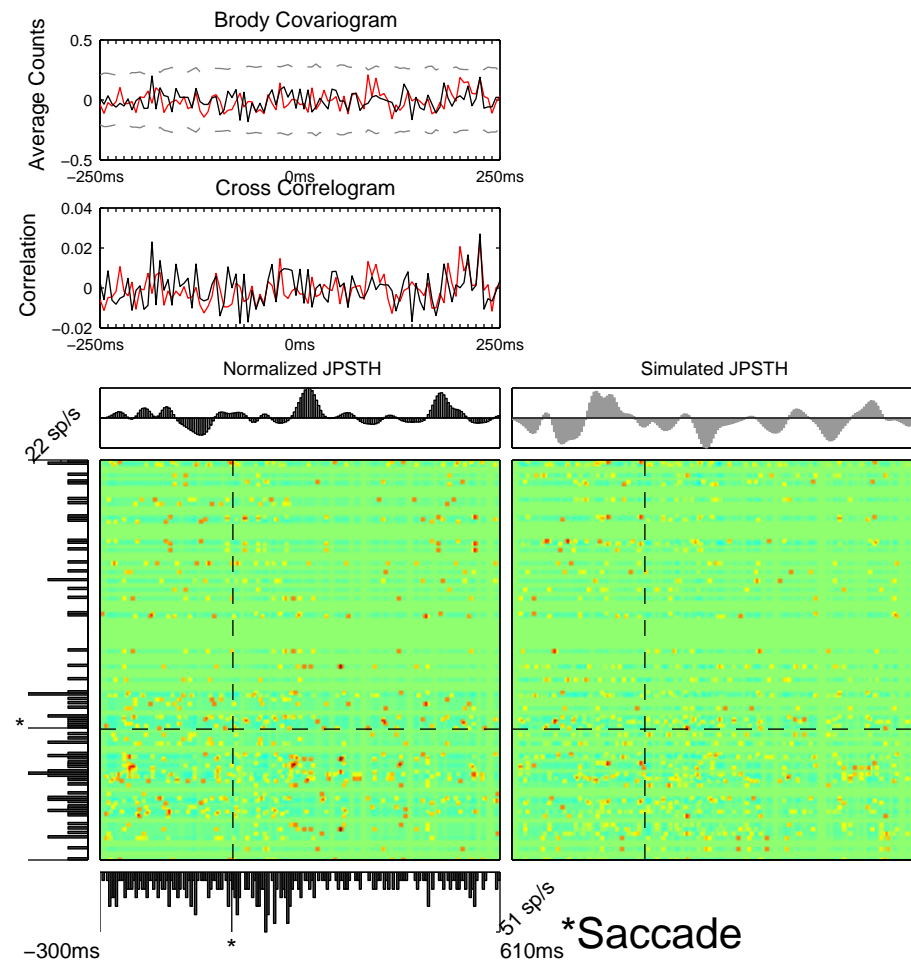 Brody Covariogram
Average Counts
0.5
0
−0.5
−250ms
0ms
250ms
Cross Correlogram
Correlation
0.04
0.02
0
−0.02
−250ms
0ms
250ms
Normalized JPSTH
Simulated JPSTH
22 sp/s
*
*
51 sp/s
−300ms
610ms
*Saccade